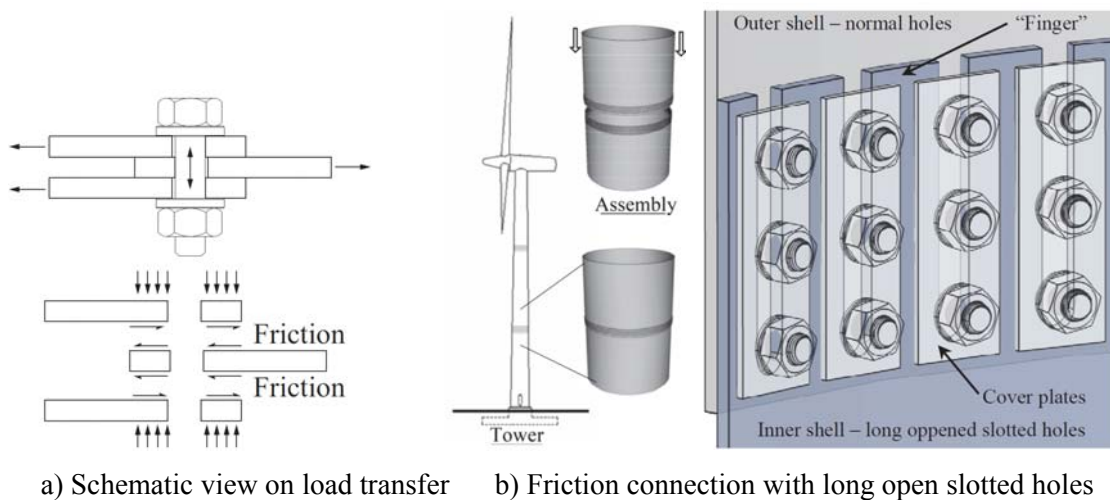 Outer shell – normal holes
“Finger”
Assembly
Friction
Friction
Tower
Cover plates
Inner shell – long oppened slotted holes
a) Schematic view on load transfer
b) Friction connection with long open slotted holes